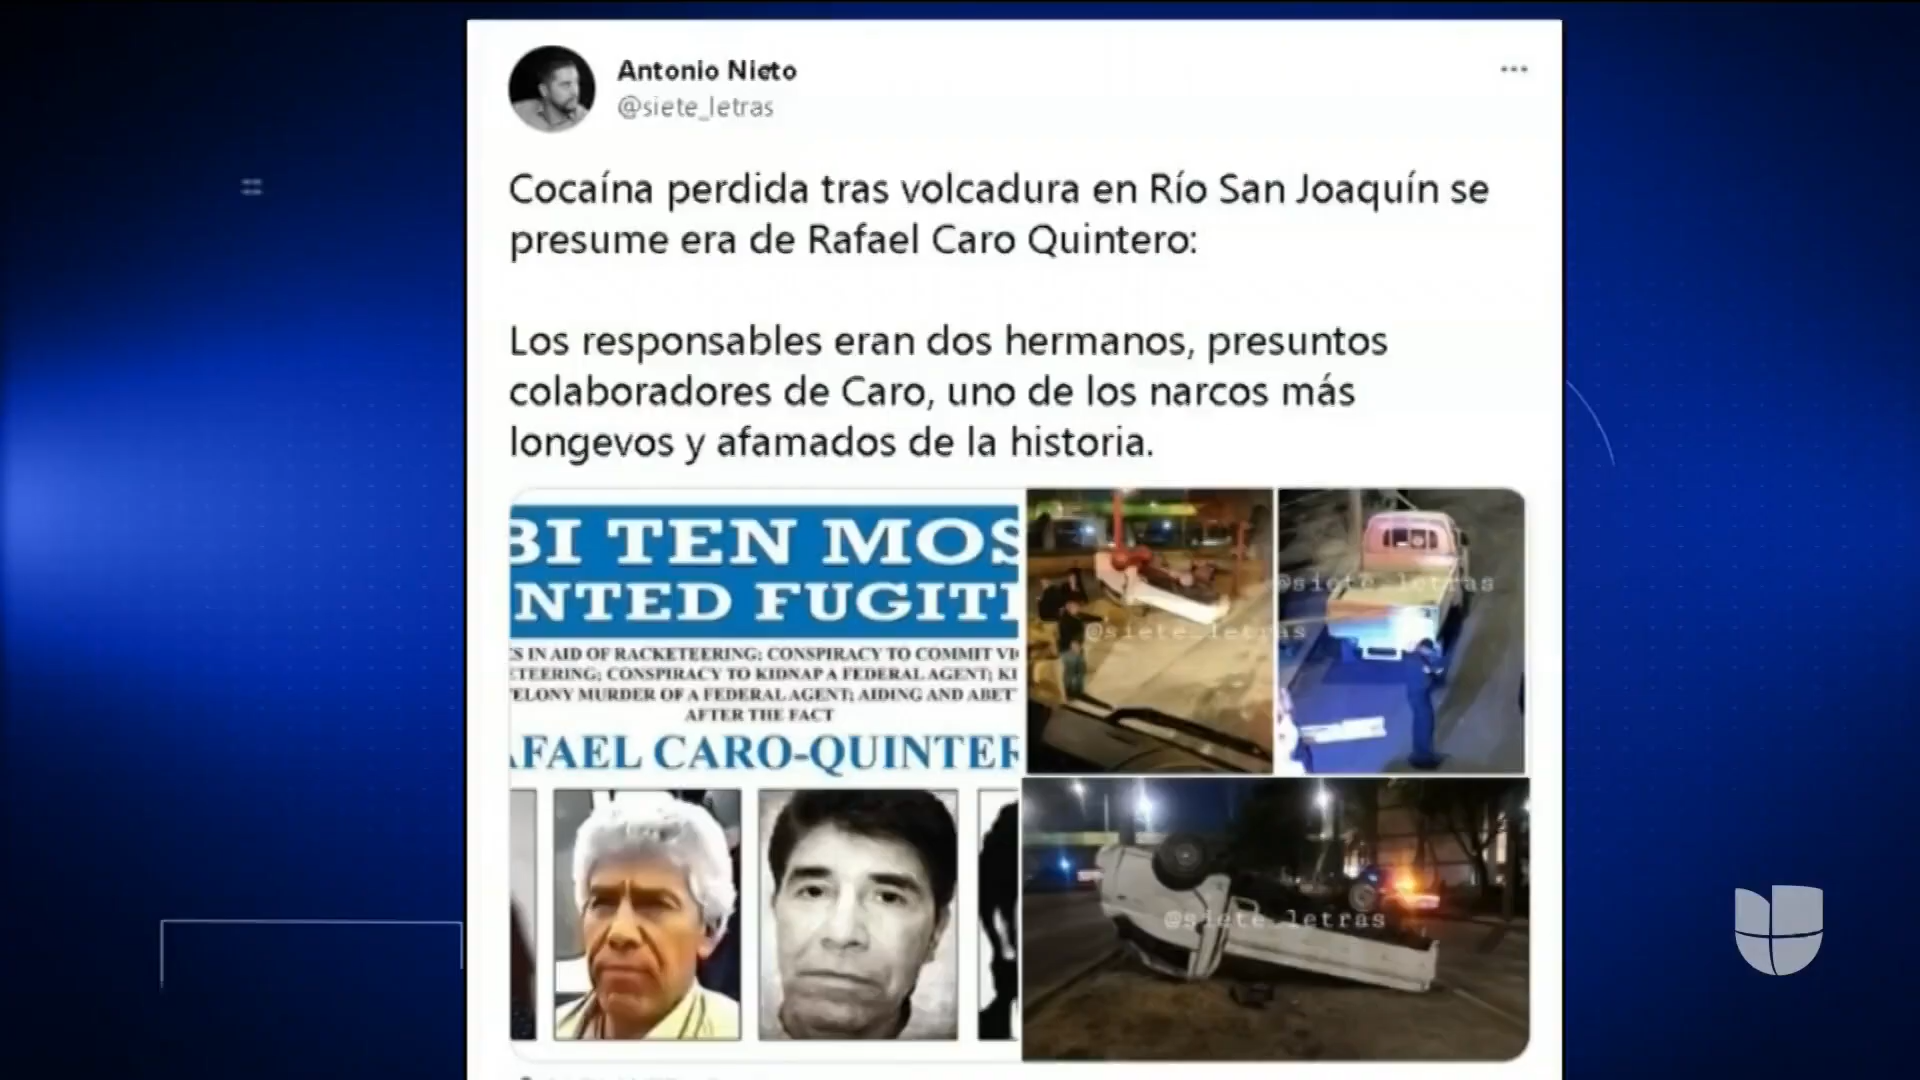 Antonio Nieto
@siete_letras
Cocaína perdida tras volcadura en Río San Joaquín se
presume era de Rafael Caro Quintero:
Los responsables eran dos hermanos, presuntos
colaboradores de Caro, uno de los narcos más
longevos y afamados de la historia.
BI TEN MOS
NTED FUGITI
S IN AID OF RACKETEERING; CONSPIRACY TO COMMIT VI
ETEERING; CONSPIRACY TO KIDNAP A FEDERAL AGENT; KI
FELONY MURDER OF A FEDERAL AGENT; AIDING AND ABET
AFTER THE FACT
AFAEL CARO-QUINTER
@siete_letras
@siete_letras
@siete_letras